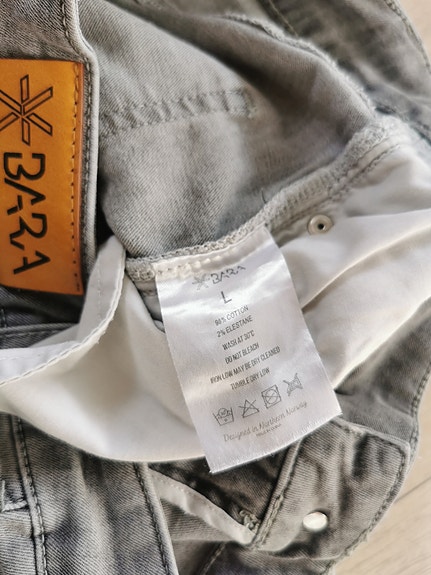 BARA
BARA
L
98% COTTON
2% ELESTANE
WASH AT 30°C
DO NOT BLEACH
IRON LOW MAY BE DRY CLEANED
TUMBLE DRY LOW
Designed in Northern Norway